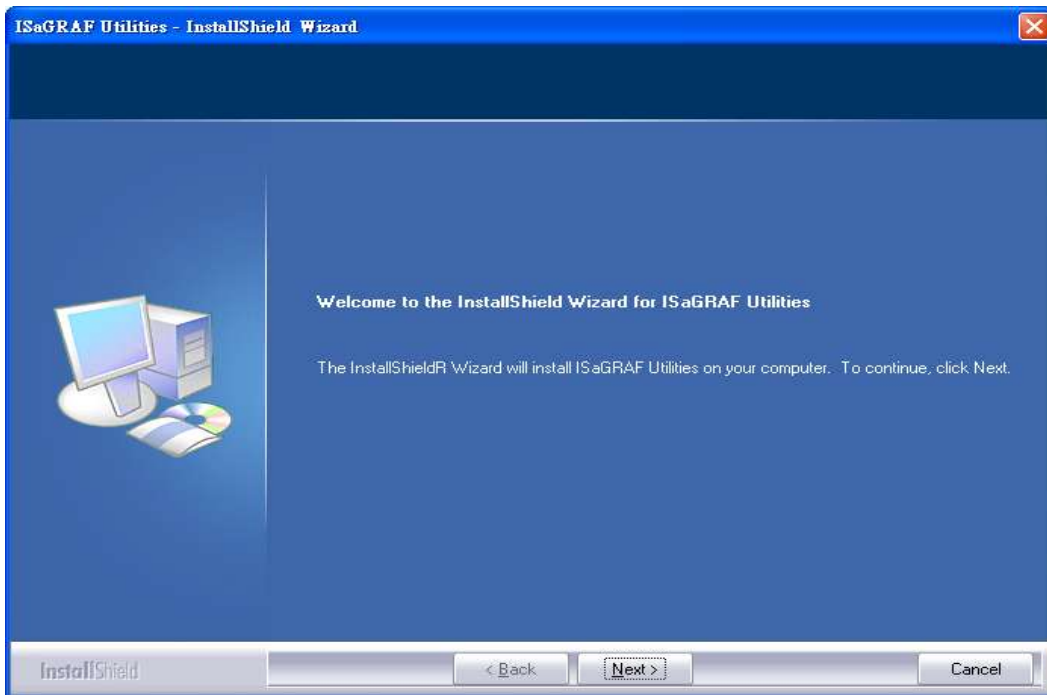 ISaGRAF Utilities - InstallShield Wizard
Welcome to the InstallShield Wizard for ISaGRAF Utilities
The InstallShieldR Wizard will install ISaGRAF Utilities on your computer. To continue, click Next.
InstallShield
< Back
Next >
Cancel